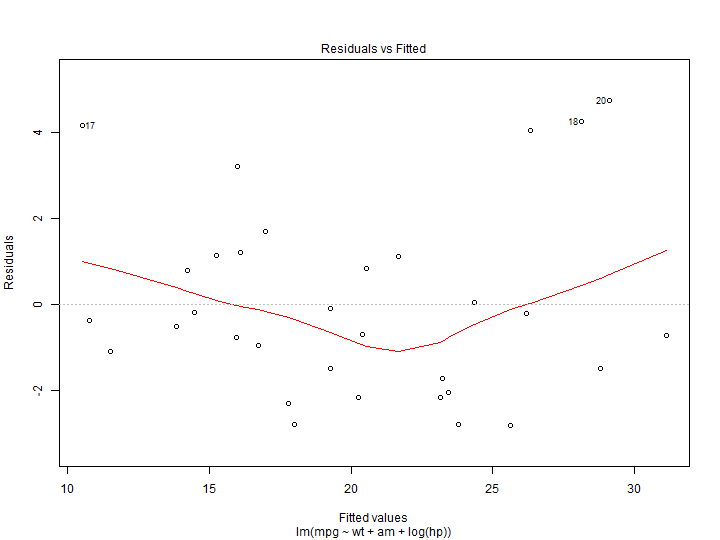 Residuals vs Fitted
Residuals
4
2
0
-2
17
18
20
10 15 20 25 30
Fitted values
lm(mpg ~ wt + am + log(hp))